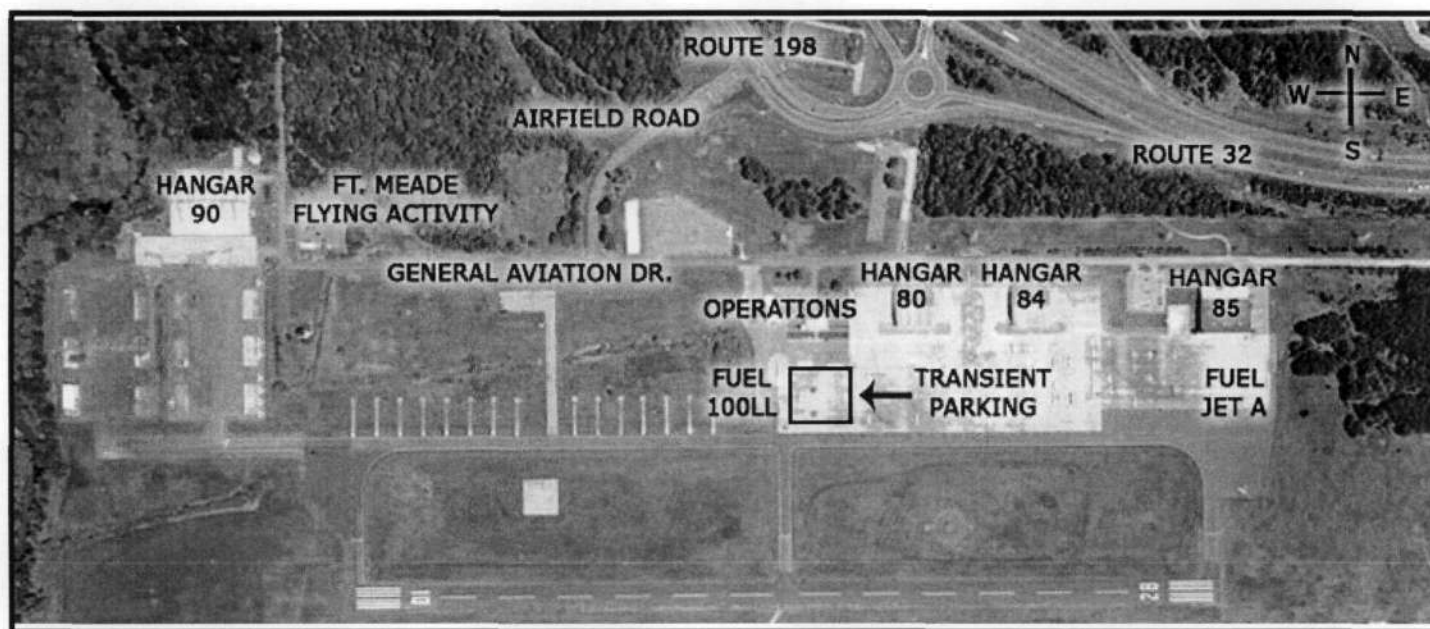 ROUTE 198
N
W E
S
AIRFIELD ROAD
ROUTE 32
HANGAR
90
FT. MEADE
FLYING ACTIVITY
GENERAL AVIATION DR.
HANGAR
80
HANGAR
84
HANGAR
85
OPERATIONS
FUEL
100LL
TRANSIENT
PARKING
FUEL
JET A
10
28